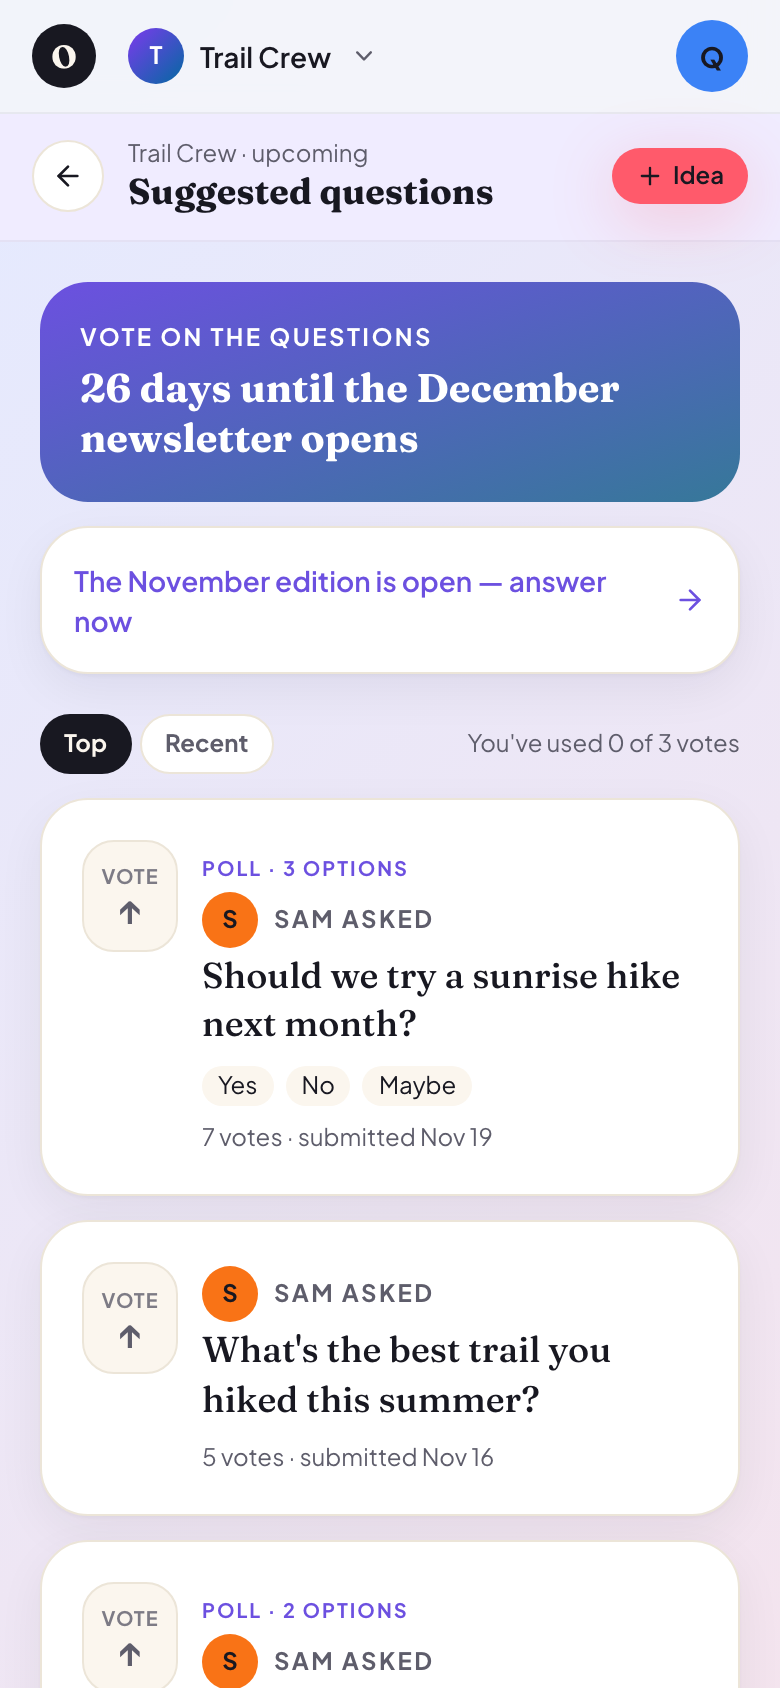 O
T
Trail Crew
Q
Trail Crew · upcoming
Suggested questions
+ Idea
VOTE ON THE QUESTIONS
26 days until the December
newsletter opens
The November edition is open — answer
now
Top
Recent
You've used 0 of 3 votes
VOTE
POLL · 3 OPTIONS
S
SAM ASKED
Should we try a sunrise hike
next month?
Yes
No
Maybe
7 votes · submitted Nov 19
VOTE
S
SAM ASKED
What's the best trail you
hiked this summer?
5 votes · submitted Nov 16
VOTE
POLL · 2 OPTIONS
S
SAM ASKED